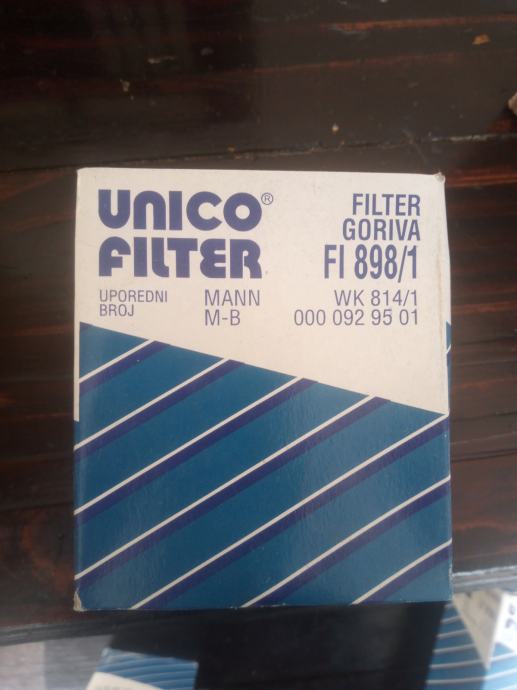 UNICO®
FILTER
FILTER
GORIVA
FI 898/1
UPOREDNI
BROJ
MANN WK 814/1
M-B 000 092 95 01